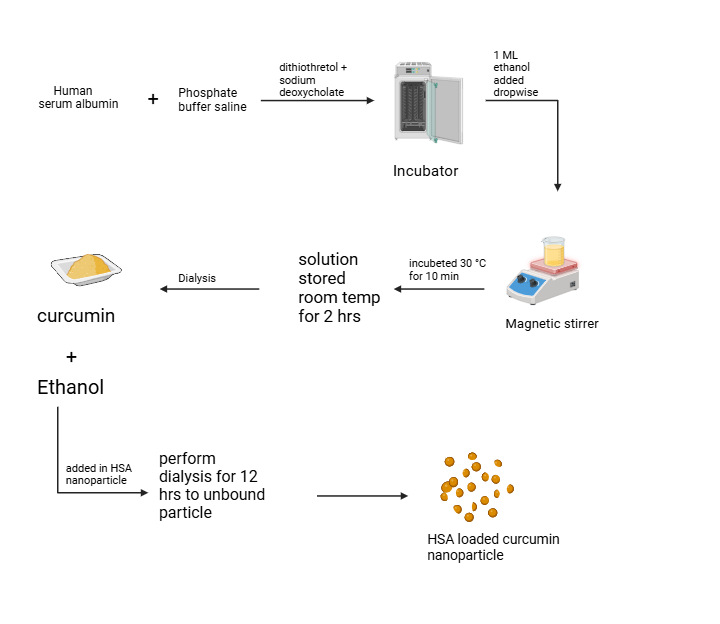 Human
serum albumin
+
Phosphate
buffer saline
dithiothretol +
sodium
deoxycholate
Incubator
1 ML
ethanol
added
dropwise
Magnetic stirrer
incubeted 30 °C
for 10 min
solution
stored
room temp
for 2 hrs
Dialysis
curcumin
+
Ethanol
added in HSA
nanoparticle
perform
dialysis for 12
hrs to unbound
particle
HSA loaded curcumin
nanoparticle